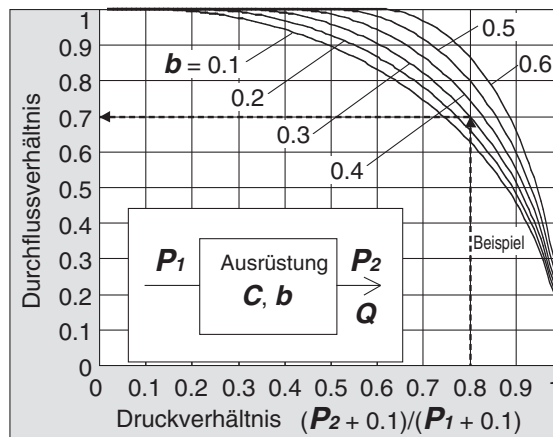 1
0.9
0.8
0.7
0.6
0.5
0.4
0.3
0.2
0.1
0
Durchflussverhältnis
b = 0.1
0.2
0.3
0.4
0.5
0.6
Beispiel
P1
Ausrüstung
C, b
P2
Q
0 0.1 0.2 0.3 0.4 0.5 0.6 0.7 0.8 0.9 1
Druckverhältnis (P2 + 0.1)/(P1 + 0.1)